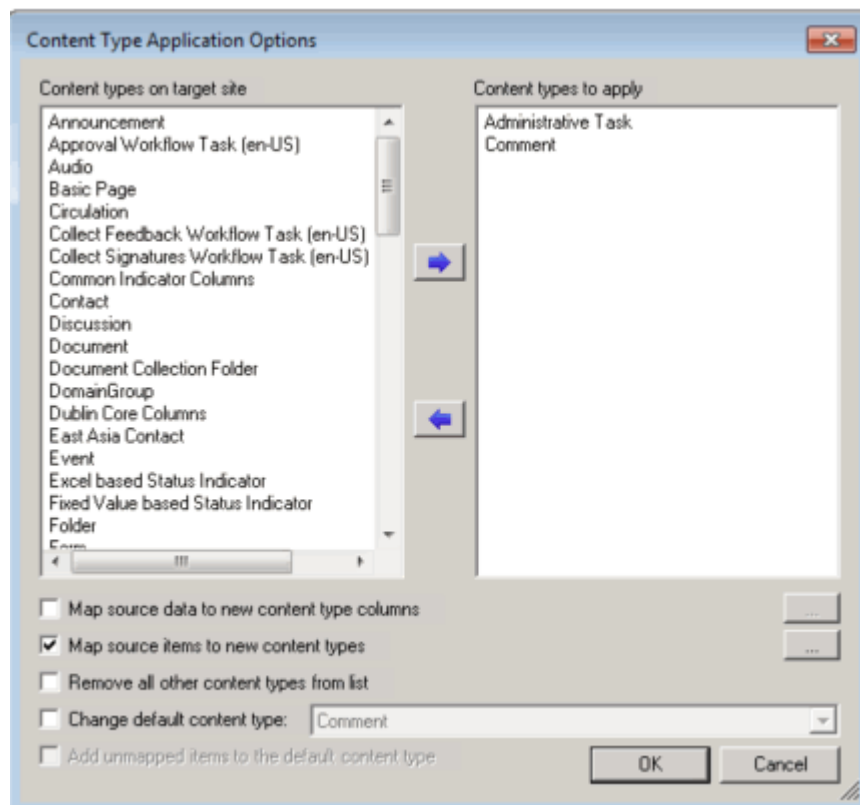 Content Type Application Options
Content types on target site
Content types to apply
Announcement
Approval Workflow Task (en-US)
Audio
Basic Page
Circulation
Collect Feedback Workflow Task (en-US)
Collect Signatures Workflow Task (en-US)
Common Indicator Columns
Contact
Discussion
Document
Document Collection Folder
DomainGroup
Dublin Core Columns
East Asia Contact
Event
Excel based Status Indicator
Fixed Value based Status Indicator
Folder
Form
Administrative Task
Comment
Map source data to new content type columns
...
Map source items to new content types
...
Remove all other content types from list
Change default content type:
Comment
Add unmapped items to the default content type
OK
Cancel